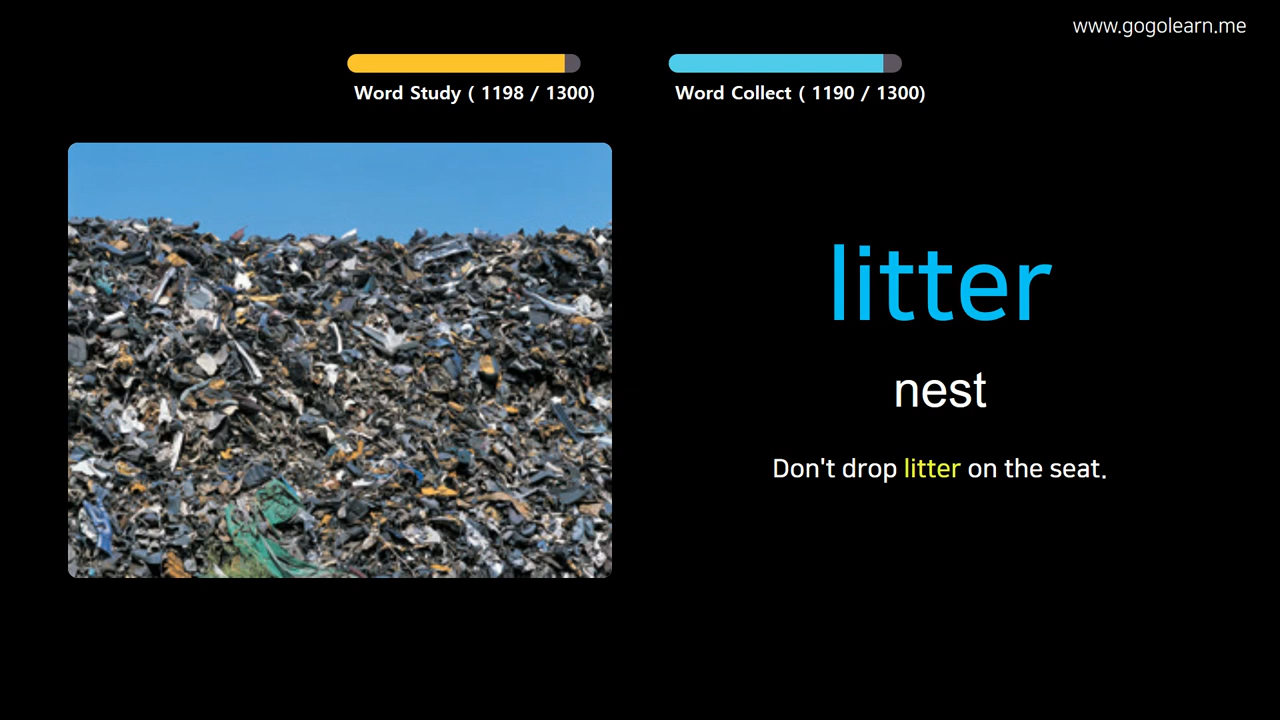 www.gogolearn.me
Word Study ( 1198 / 1300)
Word Collect ( 1190 / 1300)
litter
nest
Don't drop litter on the seat.